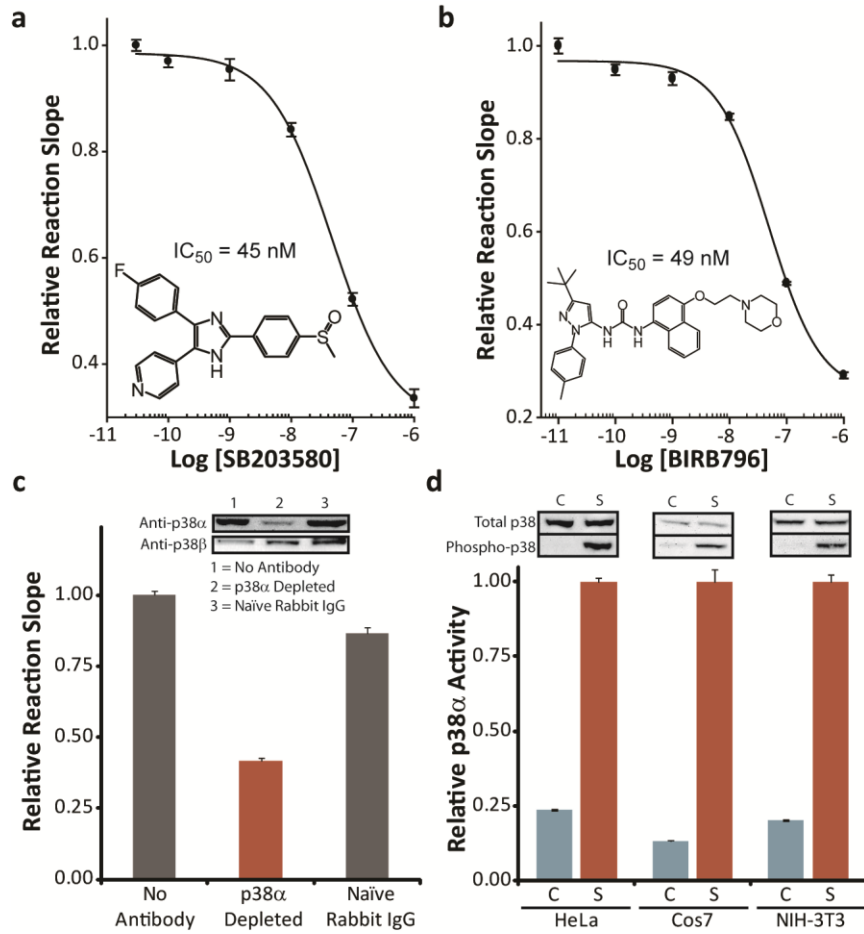 a
Relative Reaction Slope
1.0
0.8
0.6
0.4
IC50 = 45 nM
F
N
N
H
N
S
O
-11 -10 -9 -8 -7 -6
Log [SB203580]
b
Relative Reaction Slope
1.0
0.8
0.6
0.4
0.2
IC50 = 49 nM
N
N
O
NH NH
O
N
O
-11 -10 -9 -8 -7 -6
Log [BIRB796]
c
1 2 3
Anti-p38α
Anti-p38β
1 = No Antibody
2 = p38α Depleted
3 = Naïve Rabbit IgG
Relative Reaction Slope
1.00
0.75
0.50
0.25
0.00
No Antibody
p38α Depleted
Naïve Rabbit IgG
d
C S C S C S
Total p38
Phospho-p38
Relative p38α Activity
1.00
0.75
0.50
0.25
0.00
C S C S C S
HeLa Cos7 NIH-3T3